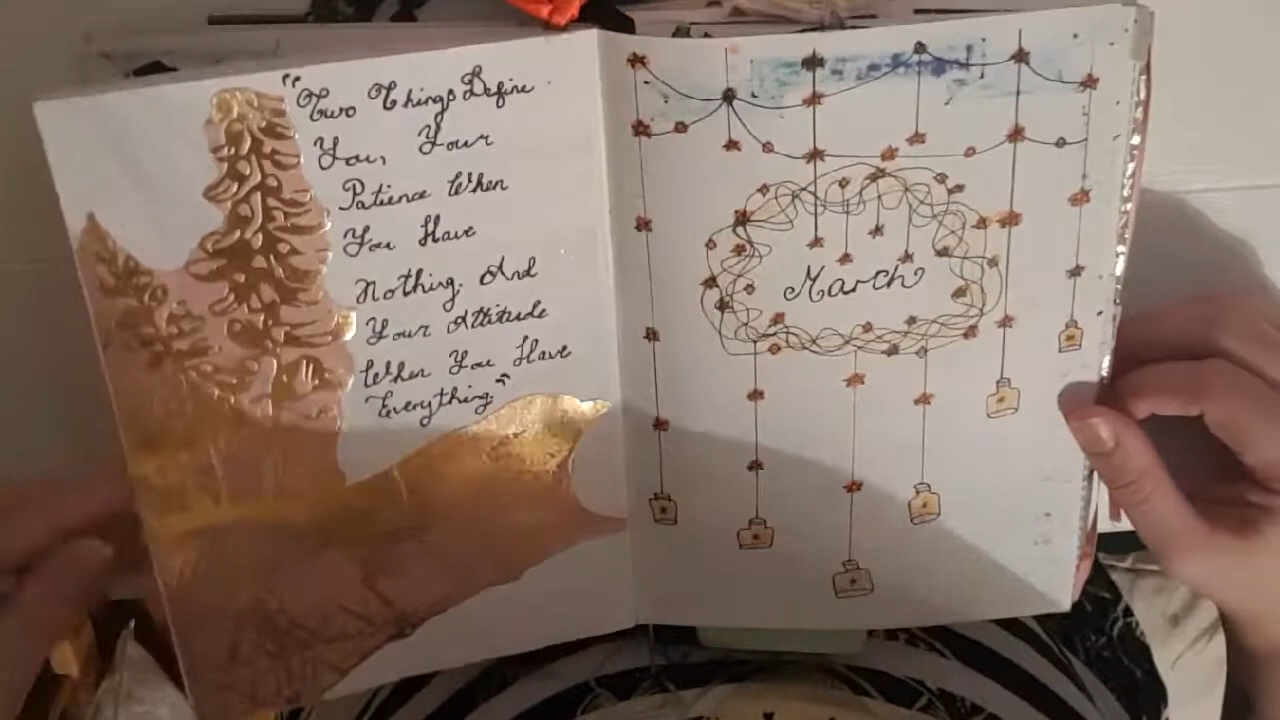 "Two Things Define
You, Your
Patience When
You Have
Nothing. And
Your Attitude
When You Have
Everything."
March